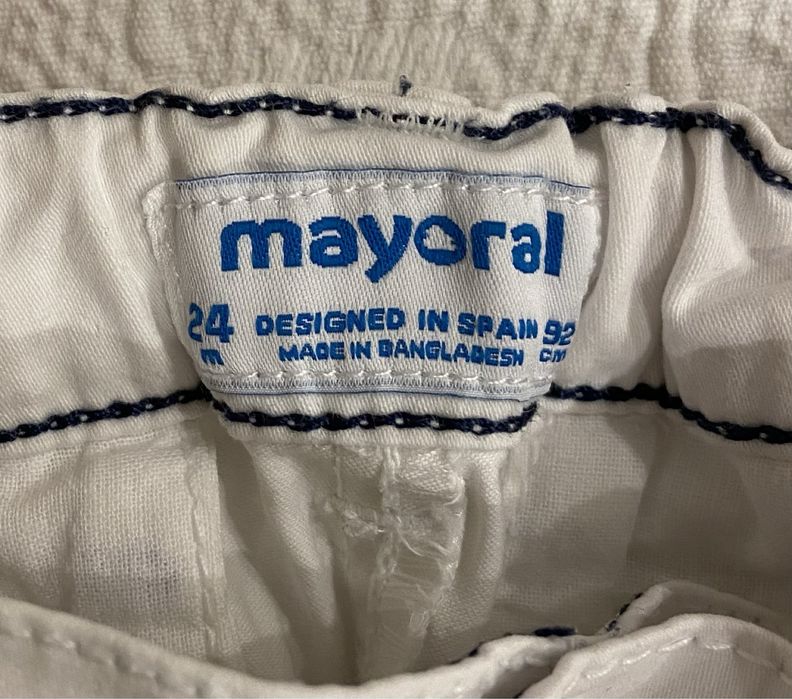 mayoral
24 DESIGNED IN SPAIN 92
m MADE IN BANGLADESH cm